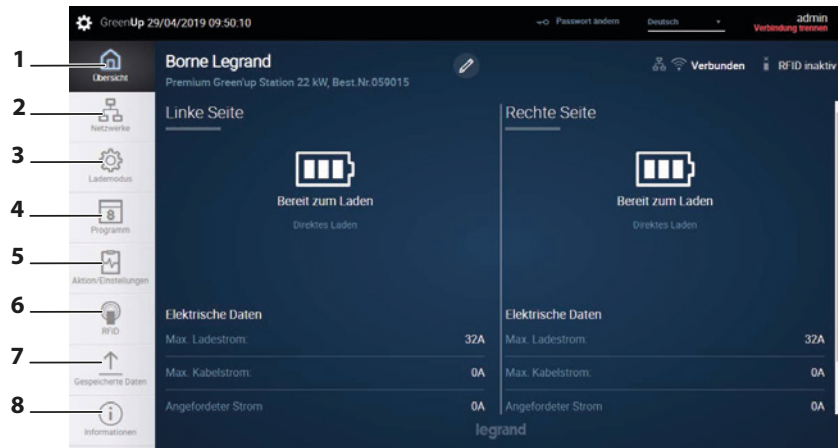 GreenUp 29/04/2019 09:50:10
Passwort ändern
Deutsch
admin
Verbindung trennen
1
Übersicht
2
Netzwerke
3
Lademodus
4
8
Programm
5
Aktion/Einstellungen
6
RFID
7
Gespeicherte Daten
8
Informationen
Borne Legrand
Premium Green'up Station 22 kW, Best.Nr.059015
Verbunden
RFID inaktiv
Linke Seite
Bereit zum Laden
Direktes Laden
Elektrische Daten
Max. Ladestrom: 32A
Max. Kabelstrom: 0A
Angefordeter Strom 0A
Rechte Seite
Bereit zum Laden
Direktes Laden
Elektrische Daten
Max. Ladestrom: 32A
Max. Kabelstrom: 0A
Angefordeter Strom 0A
legrand